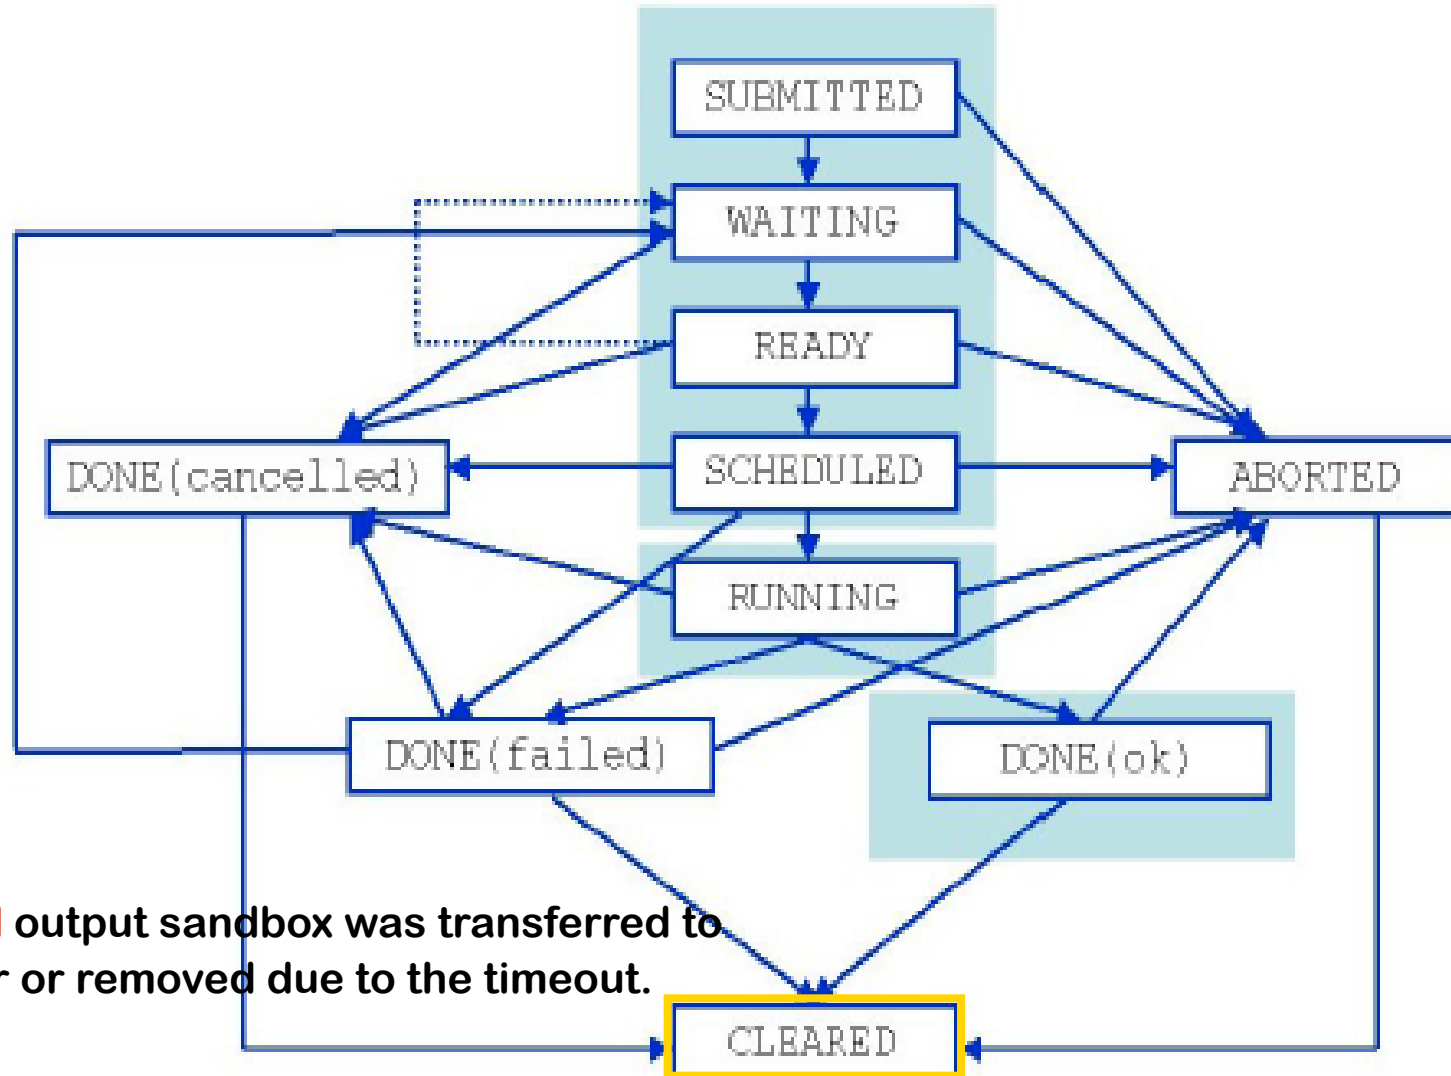 SUBMITTED
WAITING
READY
SCHEDULED
DONE(cancelled)
ABORTED
RUNNING
DONE(failed)
DONE(ok)
output sandbox was transferred to
or removed due to the timeout.
CLEARED